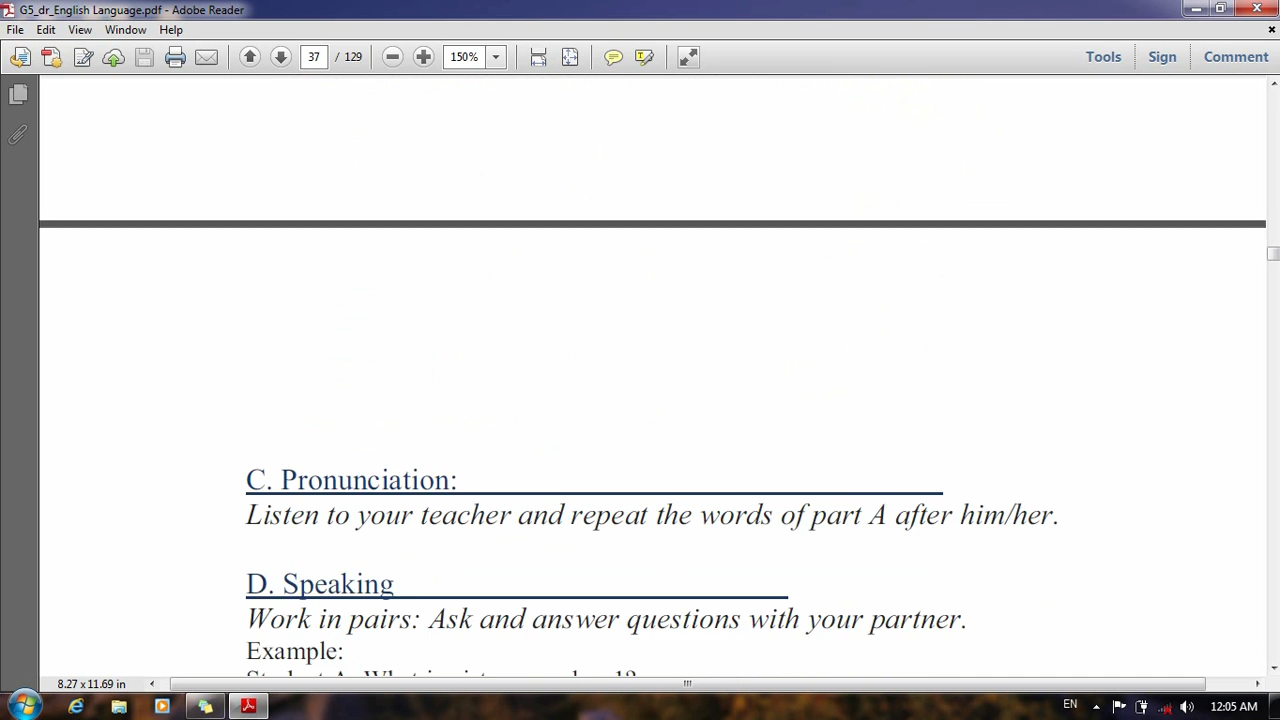 G5_dr_English Language.pdf - Adobe Reader
File Edit View Window Help
37 / 129 150% Tools Sign Comment
C. Pronunciation:
Listen to your teacher and repeat the words of part A after him/her.
D. Speaking
Work in pairs: Ask and answer questions with your partner.
Example:
8.27 x 11.69 in
EN 12:05 AM